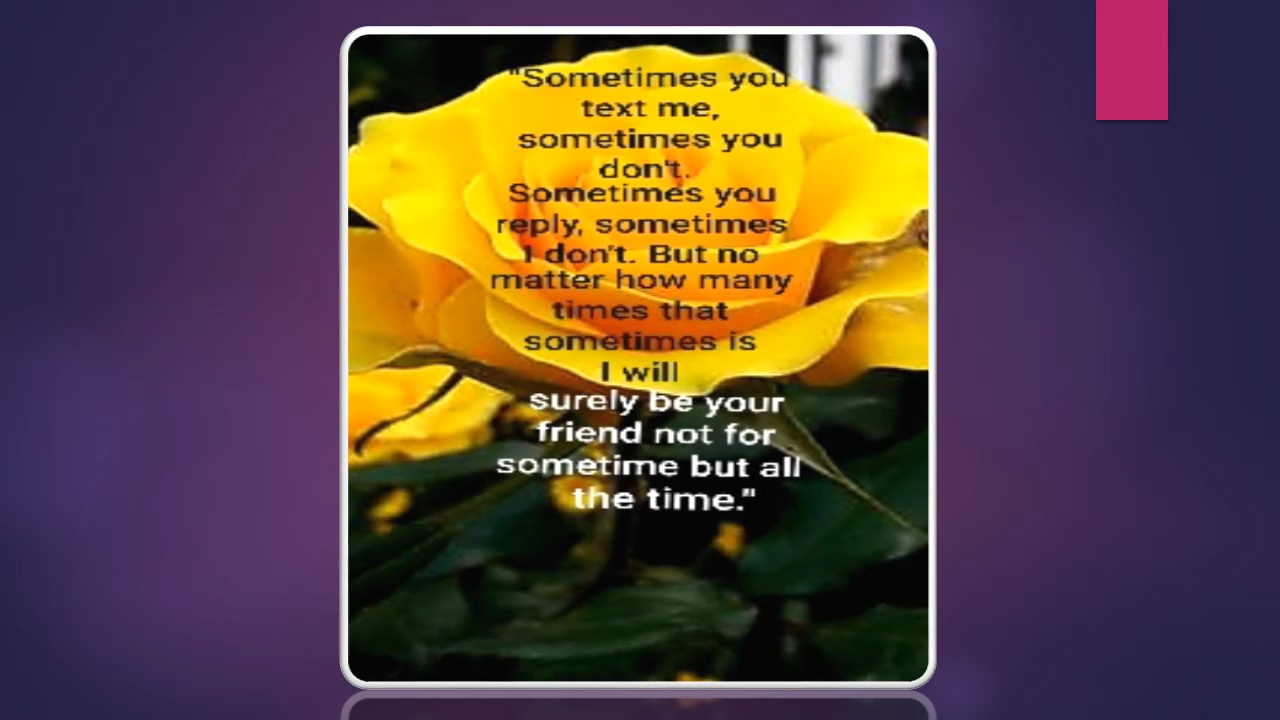 "Sometimes you
text me,
sometimes you
don't.
Sometimes you
reply, sometimes
I don't. But no
matter how many
times that
sometimes is
I will
surely be your
friend not for
sometime but all
the time."